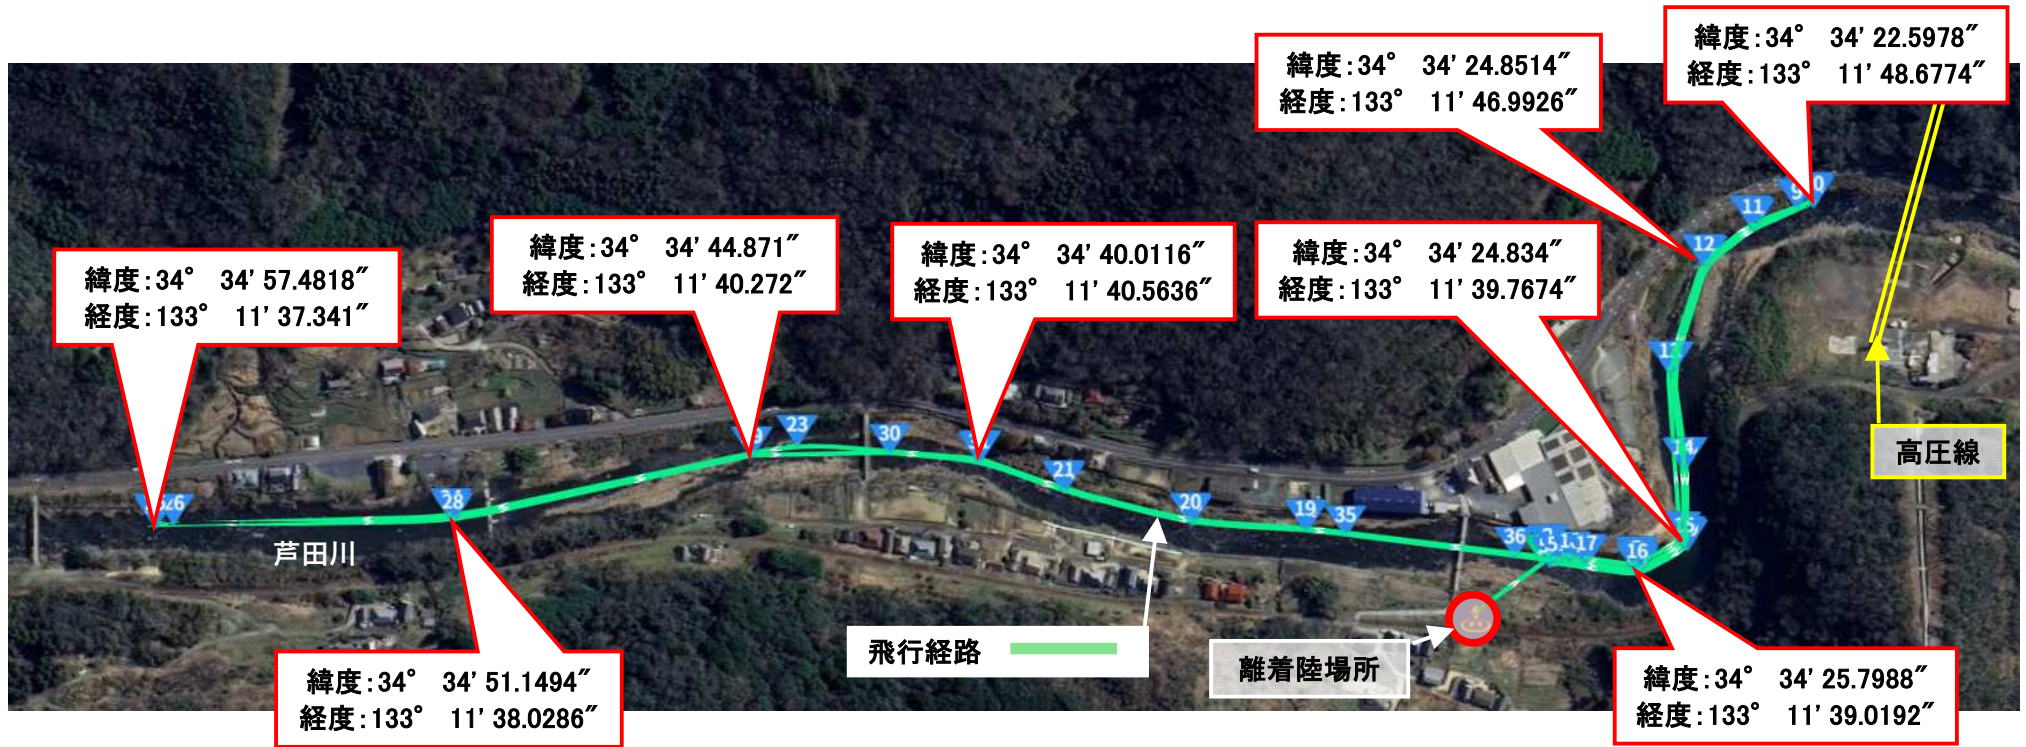 緯度:34° 34' 22.5978"
経度:133° 11' 48.6774"
緯度:34° 34' 24.8514"
経度:133° 11' 46.9926"
緯度:34° 34' 44.871"
経度:133° 11' 40.272"
緯度:34° 34' 40.0116"
経度:133° 11' 40.5636"
緯度:34° 34' 24.834"
経度:133° 11' 39.7674"
緯度:34° 34' 57.4818"
経度:133° 11' 37.341"
11
12
23
30
21
28
20
19
35
36
17
16
高圧線
芦田川
飛行経路
離着陸場所
緯度:34° 34' 51.1494"
経度:133° 11' 38.0286"
緯度:34° 34' 25.7988"
経度:133° 11' 39.0192"